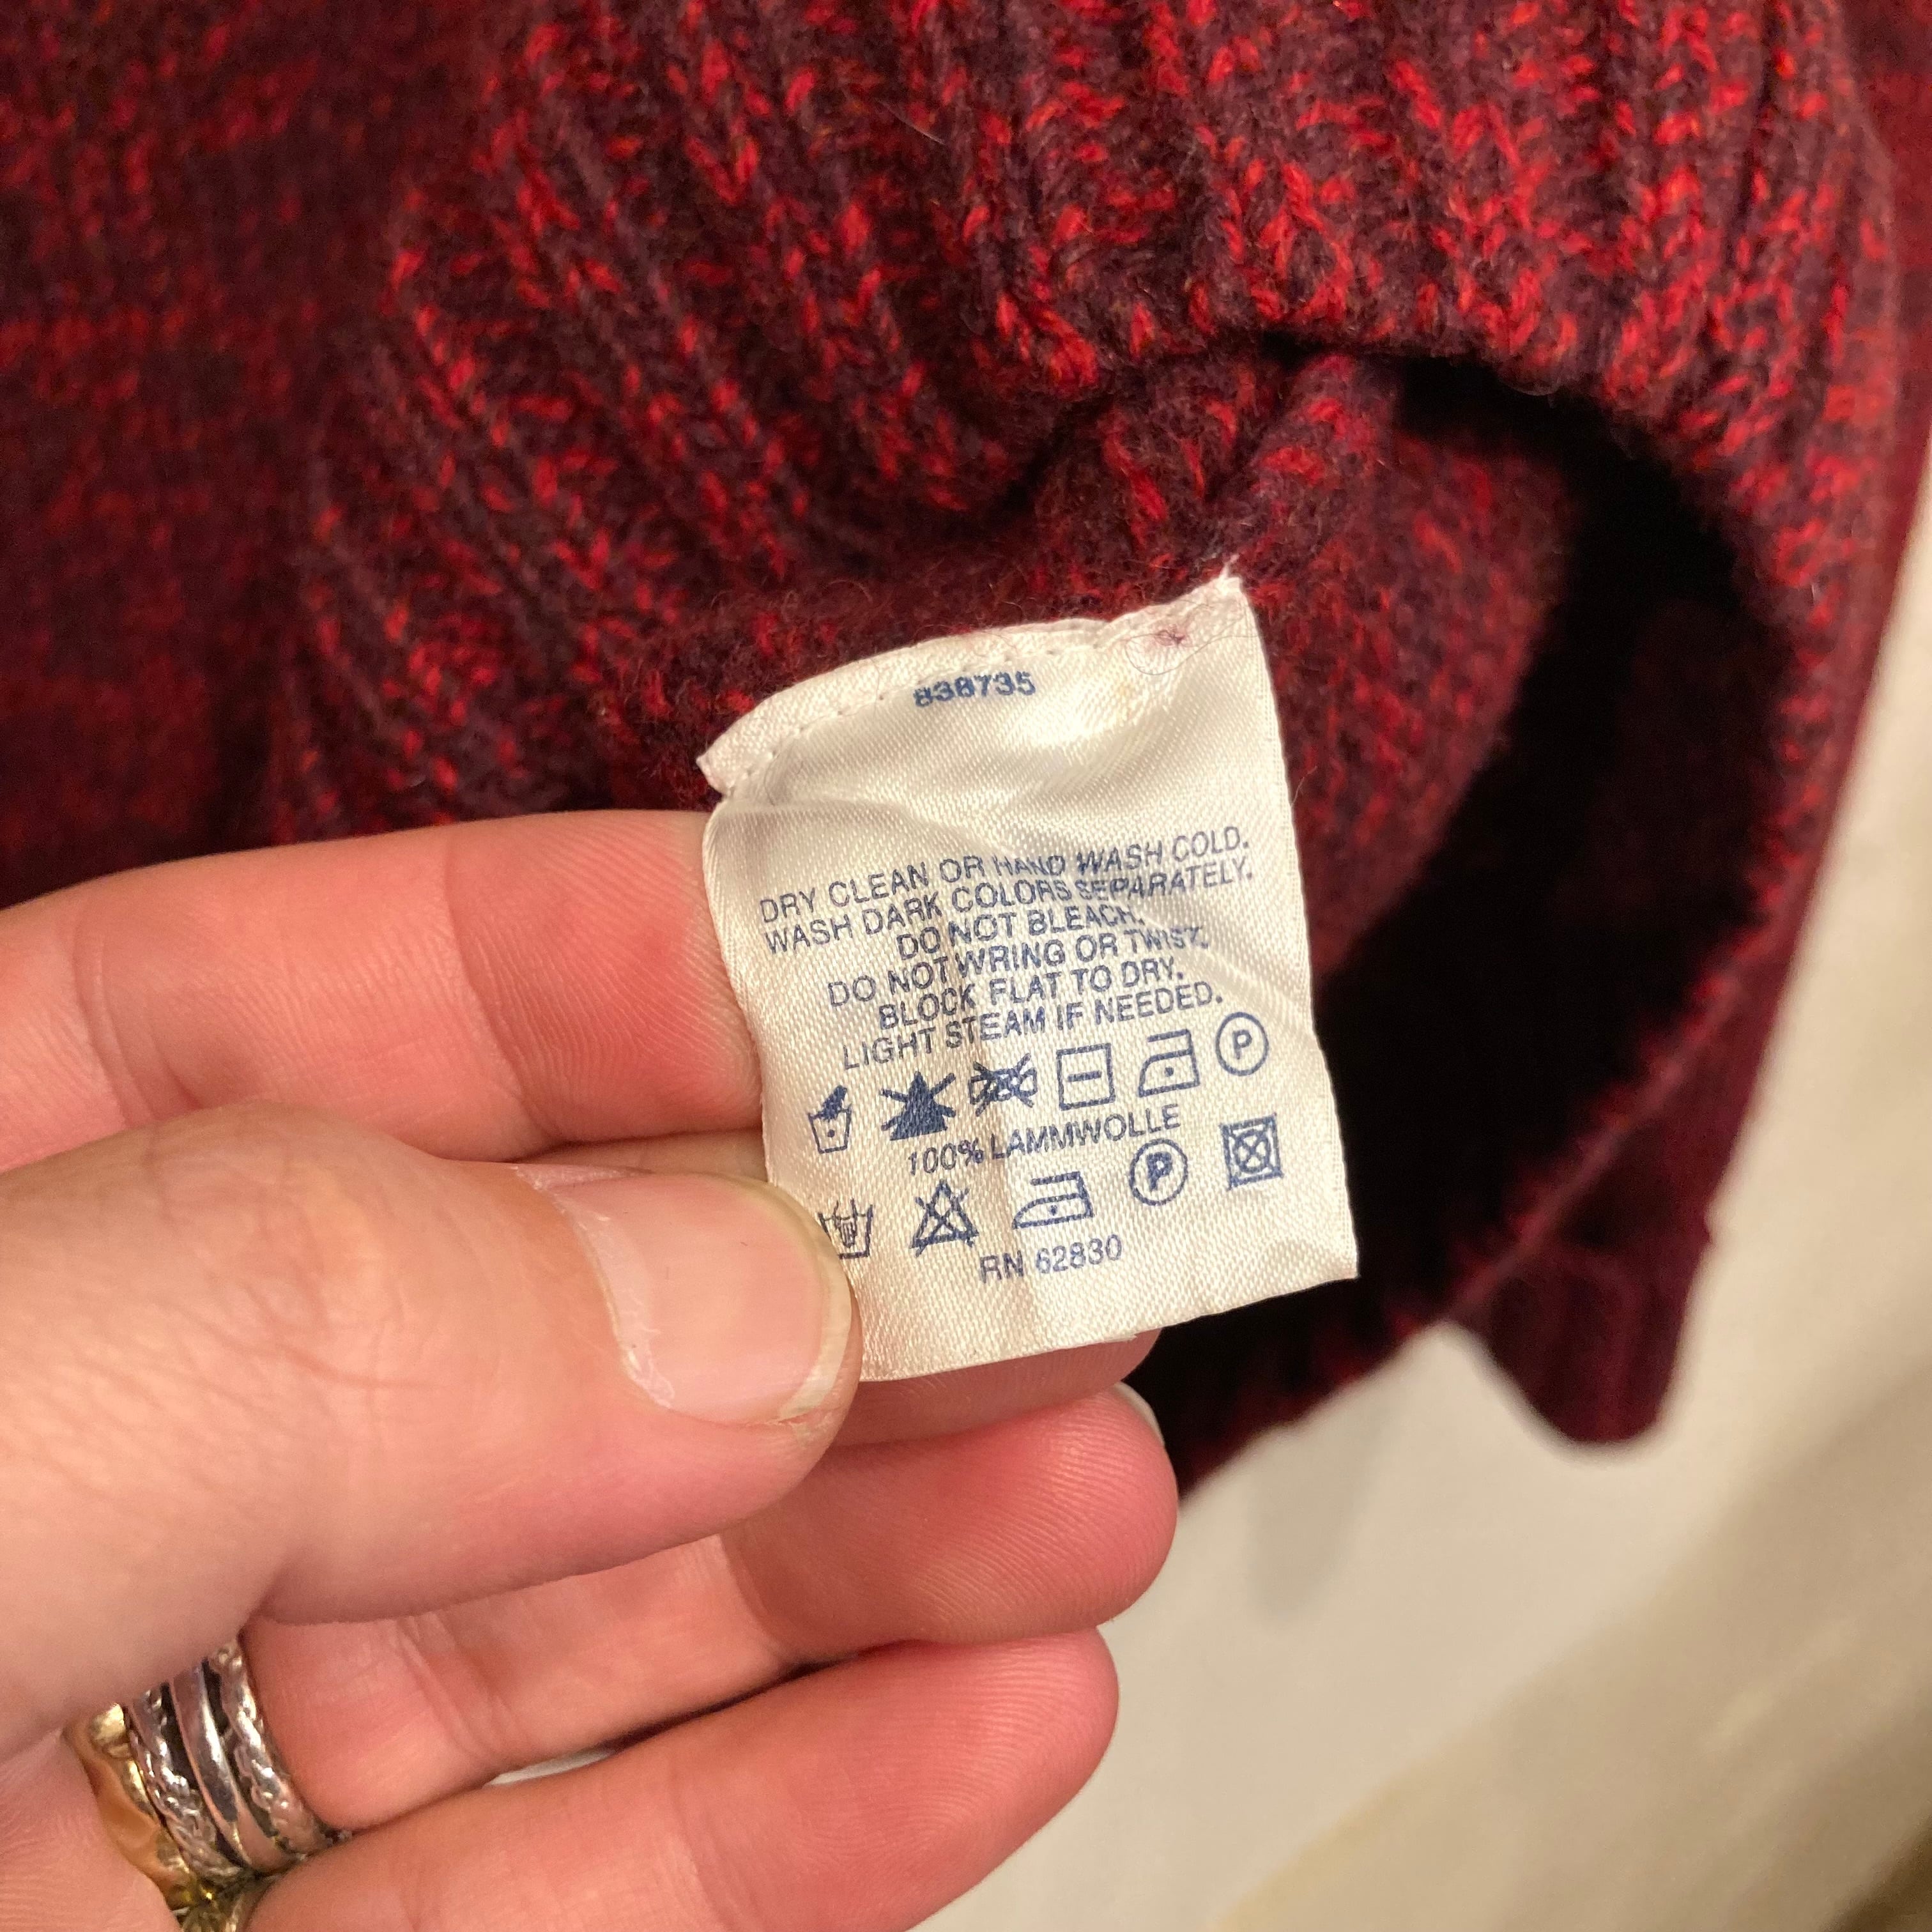 838735
DRY CLEAN OR HAND WASH COLD.
WASH DARK COLORS SEPARATELY.
DO NOT BLEACH.
DO NOT WRING OR TWIST.
BLOCK FLAT TO DRY.
LIGHT STEAM IF NEEDED.
P
100% LAMMWOLLE
P
RN 62830